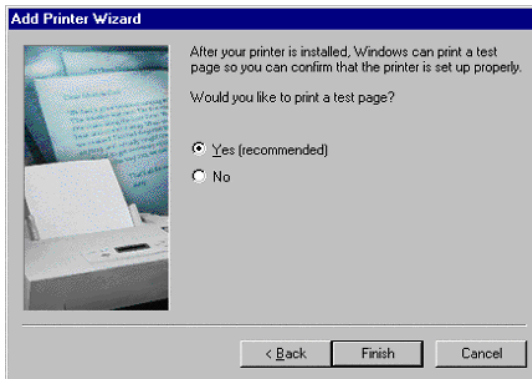 Add Printer Wizard
After your printer is installed, Windows can print a test
page so you can confirm that the printer is set up properly.
Would you like to print a test page?
Yes (recommended)
No
< Back
Finish
Cancel